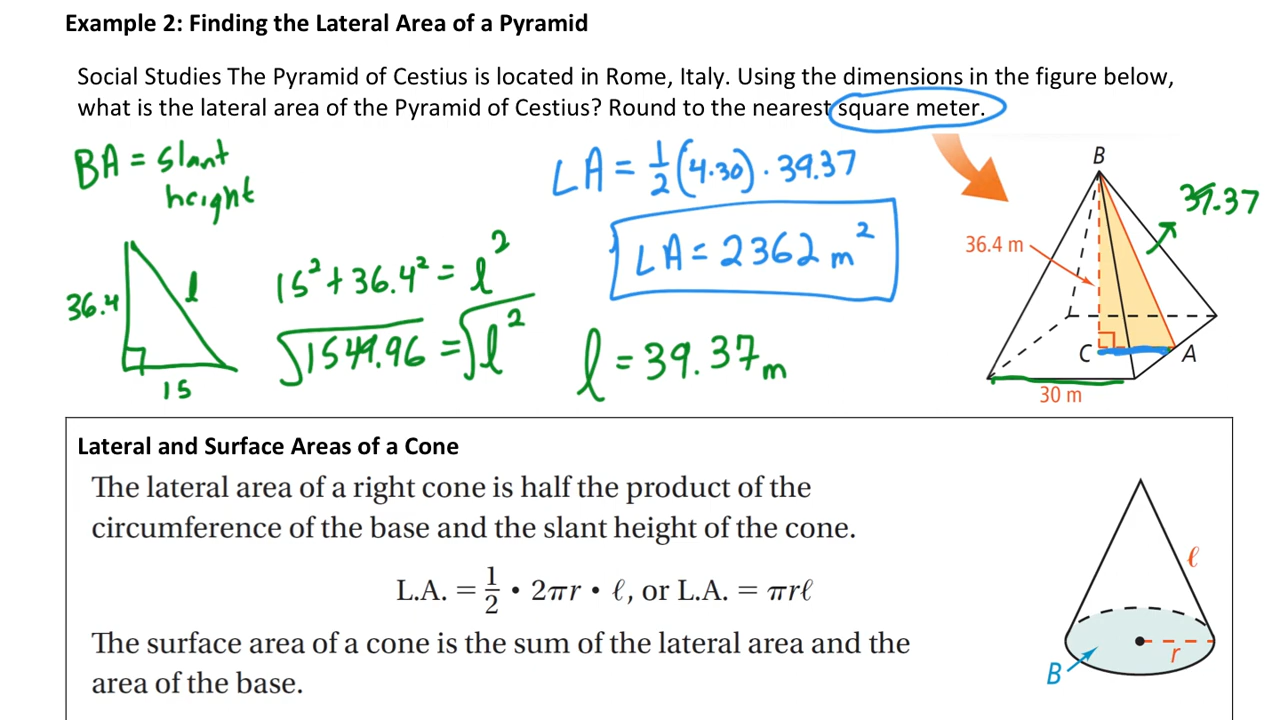 Example 2: Finding the Lateral Area of a Pyramid
Social Studies The Pyramid of Cestius is located in Rome, Italy. Using the dimensions in the figure below,
what is the lateral area of the Pyramid of Cestius? Round to the nearest square meter.
BA = slant
height
36.4
l
15
15² + 36.4² = l²
√1549.96 = √l²
LA = 1/2 (4·30) · 39.37
LA = 2362 m²
l = 39.37 m
B
39.37
36.4 m
C
A
30 m
Lateral and Surface Areas of a Cone
The lateral area of a right cone is half the product of the
circumference of the base and the slant height of the cone.
L.A. = 1/2 • 2πr • ℓ, or L.A. = πrℓ
The surface area of a cone is the sum of the lateral area and the
area of the base.
ℓ
r
B